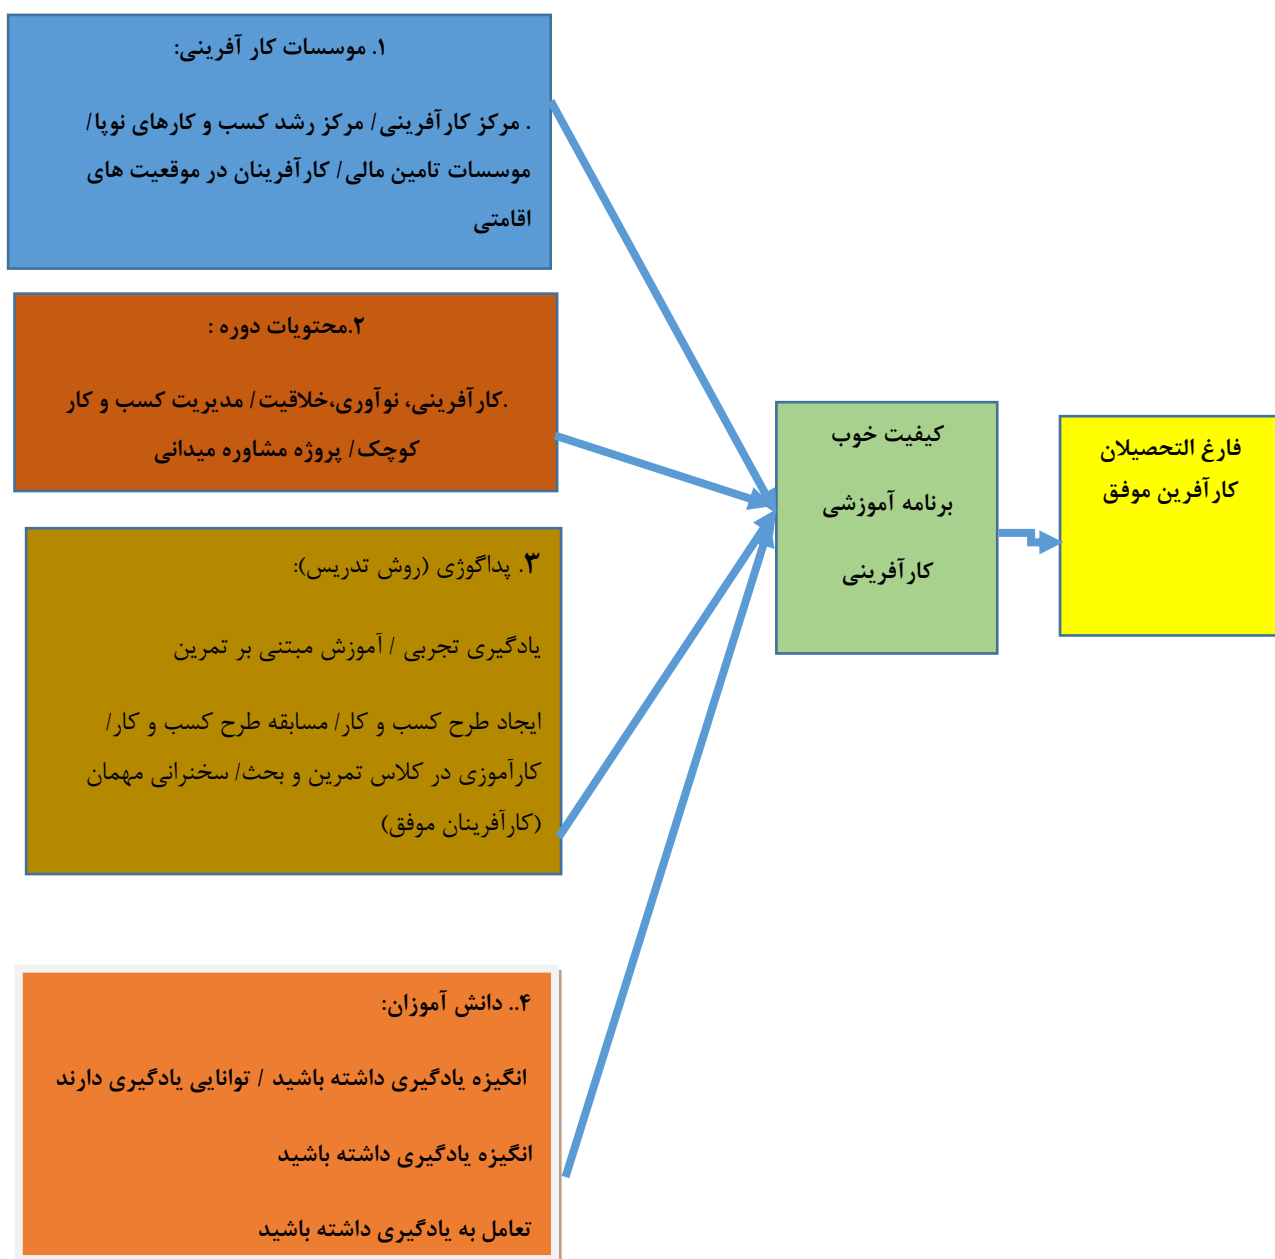 ۱. موسسات کار آفرینی:
. مرکز کارآفرینی/ مرکز رشد کسب و کارهای نوپا/
موسسات تامین مالی/ کارآفرینان در موقعیت های
اقامتی
۲.محتویات دوره :
.کارآفرینی، نوآوری،خلاقیت/ مدیریت کسب و کار
کوچک/ پروژه مشاوره میدانی
۳. پداگوژی (روش تدریس):
یادگیری تجربی / آموزش مبتنی بر تمرین
ایجاد طرح کسب و کار/ مسابقه طرح کسب و کار/
کارآموزی در کلاس تمرین و بحث/ سخنرانی مهمان
(کارآفرینان موفق)
۴.. دانش آموزان:
انگیزه یادگیری داشته باشید / توانایی یادگیری دارند
انگیزه یادگیری داشته باشید
تعامل به یادگیری داشته باشید
کیفیت خوب
برنامه آموزشی
کارآفرینی
فارغ التحصیلان
کارآفرین موفق